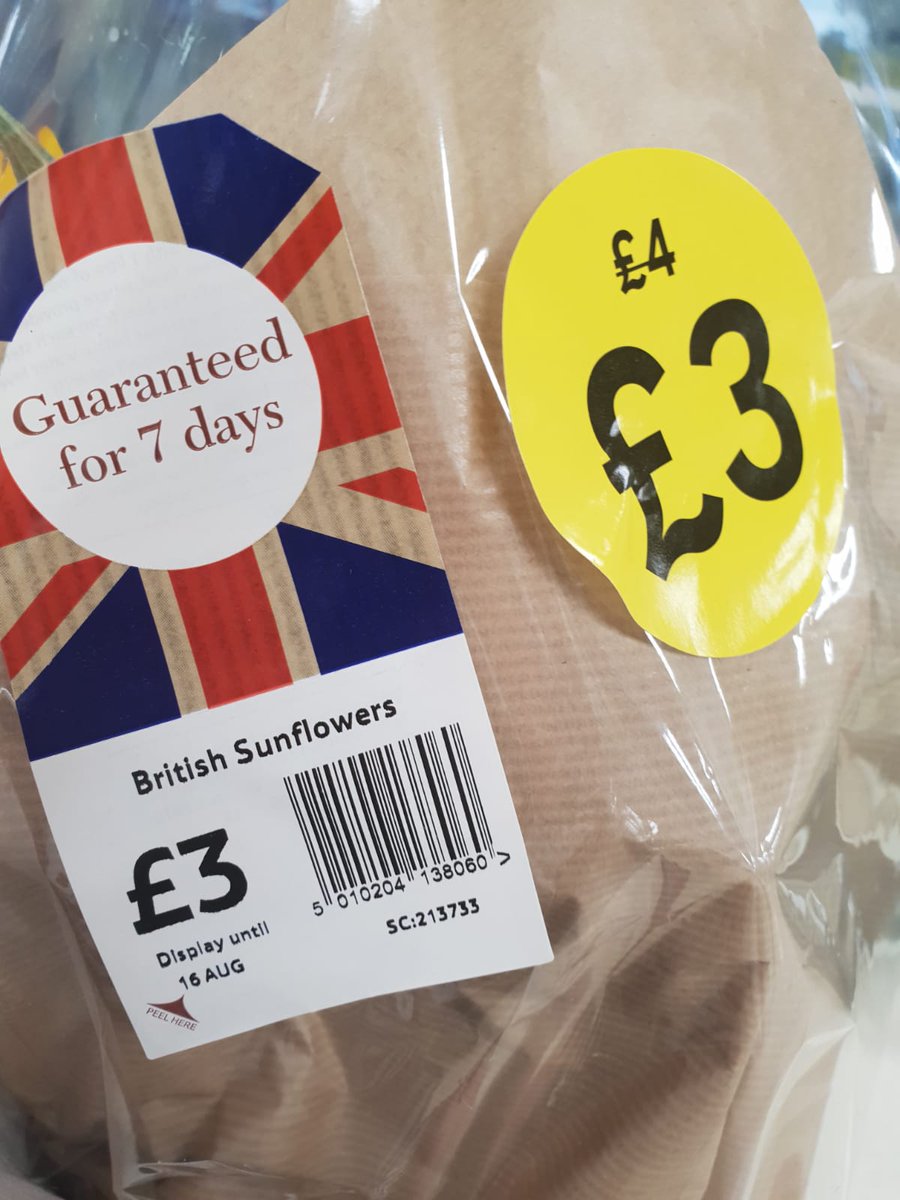 Guaranteed
for 7 days
British Sunflowers
£3
Display until
16 AUG
PEEL HERE
5 010204 138060 >
SC:213733
£4
£3